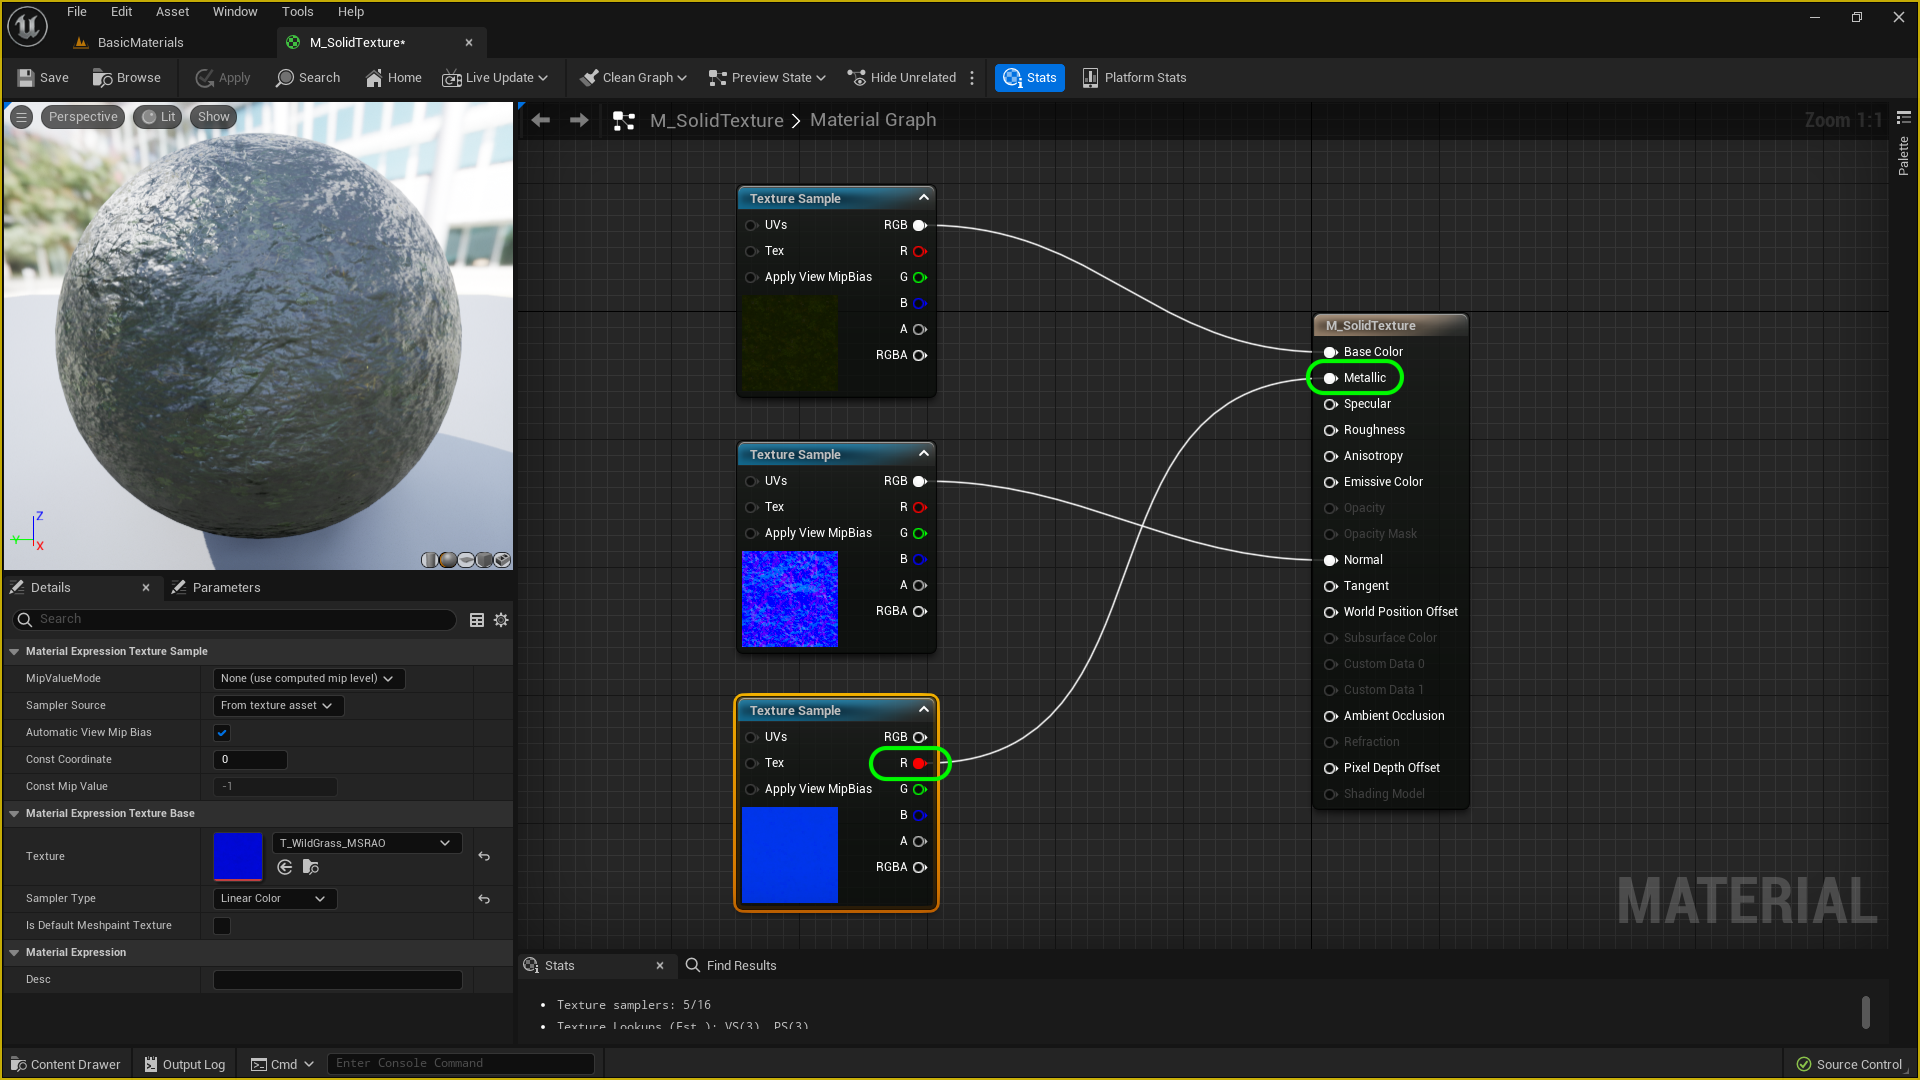 File Edit Asset Window Tools Help
BasicMaterials
M_SolidTexture*
Save Browse Apply Search Home Live Update Clean Graph Preview State Hide Unrelated Stats Platform Stats
Perspective Lit Show
M_SolidTexture > Material Graph
Zoom 1:1
Palette
Texture Sample
UVs RGB
Tex R
Apply View MipBias G
B
A
RGBA
Texture Sample
UVs RGB
Tex R
Apply View MipBias G
B
A
RGBA
Texture Sample
UVs RGB
Tex R
Apply View MipBias G
B
A
RGBA
M_SolidTexture
Base Color
Metallic
Specular
Roughness
Anisotropy
Emissive Color
Opacity
Opacity Mask
Normal
Tangent
World Position Offset
Subsurface Color
Custom Data 0
Custom Data 1
Ambient Occlusion
Refraction
Pixel Depth Offset
Shading Model
MATERIAL
Z
Y
X
Details
Parameters
Search
Material Expression Texture Sample
MipValueMode None (use computed mip level)
Sampler Source From texture asset
Automatic View Mip Bias
Const Coordinate 0
Const Mip Value -1
Material Expression Texture Base
Texture T_WildGrass_MSRAO
Sampler Type Linear Color
Is Default Meshpaint Texture
Material Expression
Desc
Stats
Find Results
Texture samplers: 5/16
Texture Lookups (Est.): VS(3), PS(3)
Content Drawer Output Log Cmd Enter Console Command Source Control